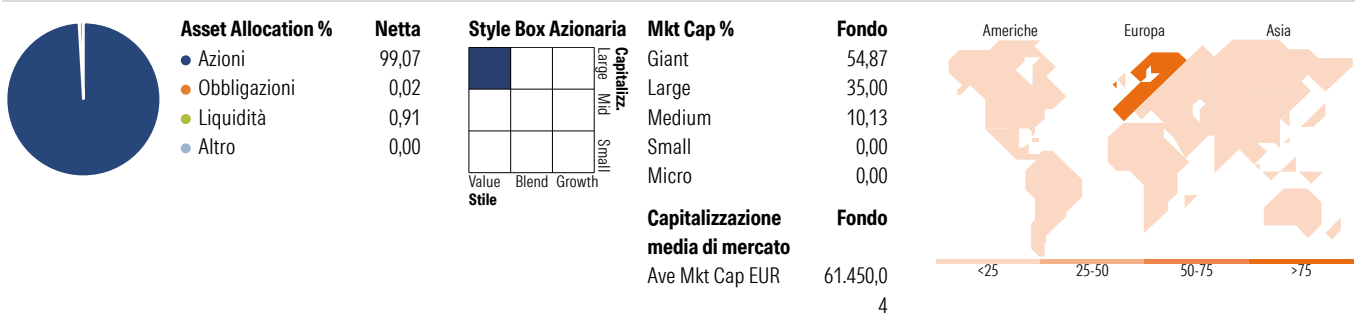 Asset Allocation % Netta
Azioni 99,07
Obbligazioni 0,02
Liquidità 0,91
Altro 0,00
Style Box Azionaria
Capitalizz.
Large Mid Small
Value Blend Growth
Stile
Mkt Cap % Fondo
Giant 54,87
Large 35,00
Medium 10,13
Small 0,00
Micro 0,00
Capitalizzazione Fondo
media di mercato
Ave Mkt Cap EUR 61.450,0
4
Americhe Europa Asia
<25 25-50 50-75 >75